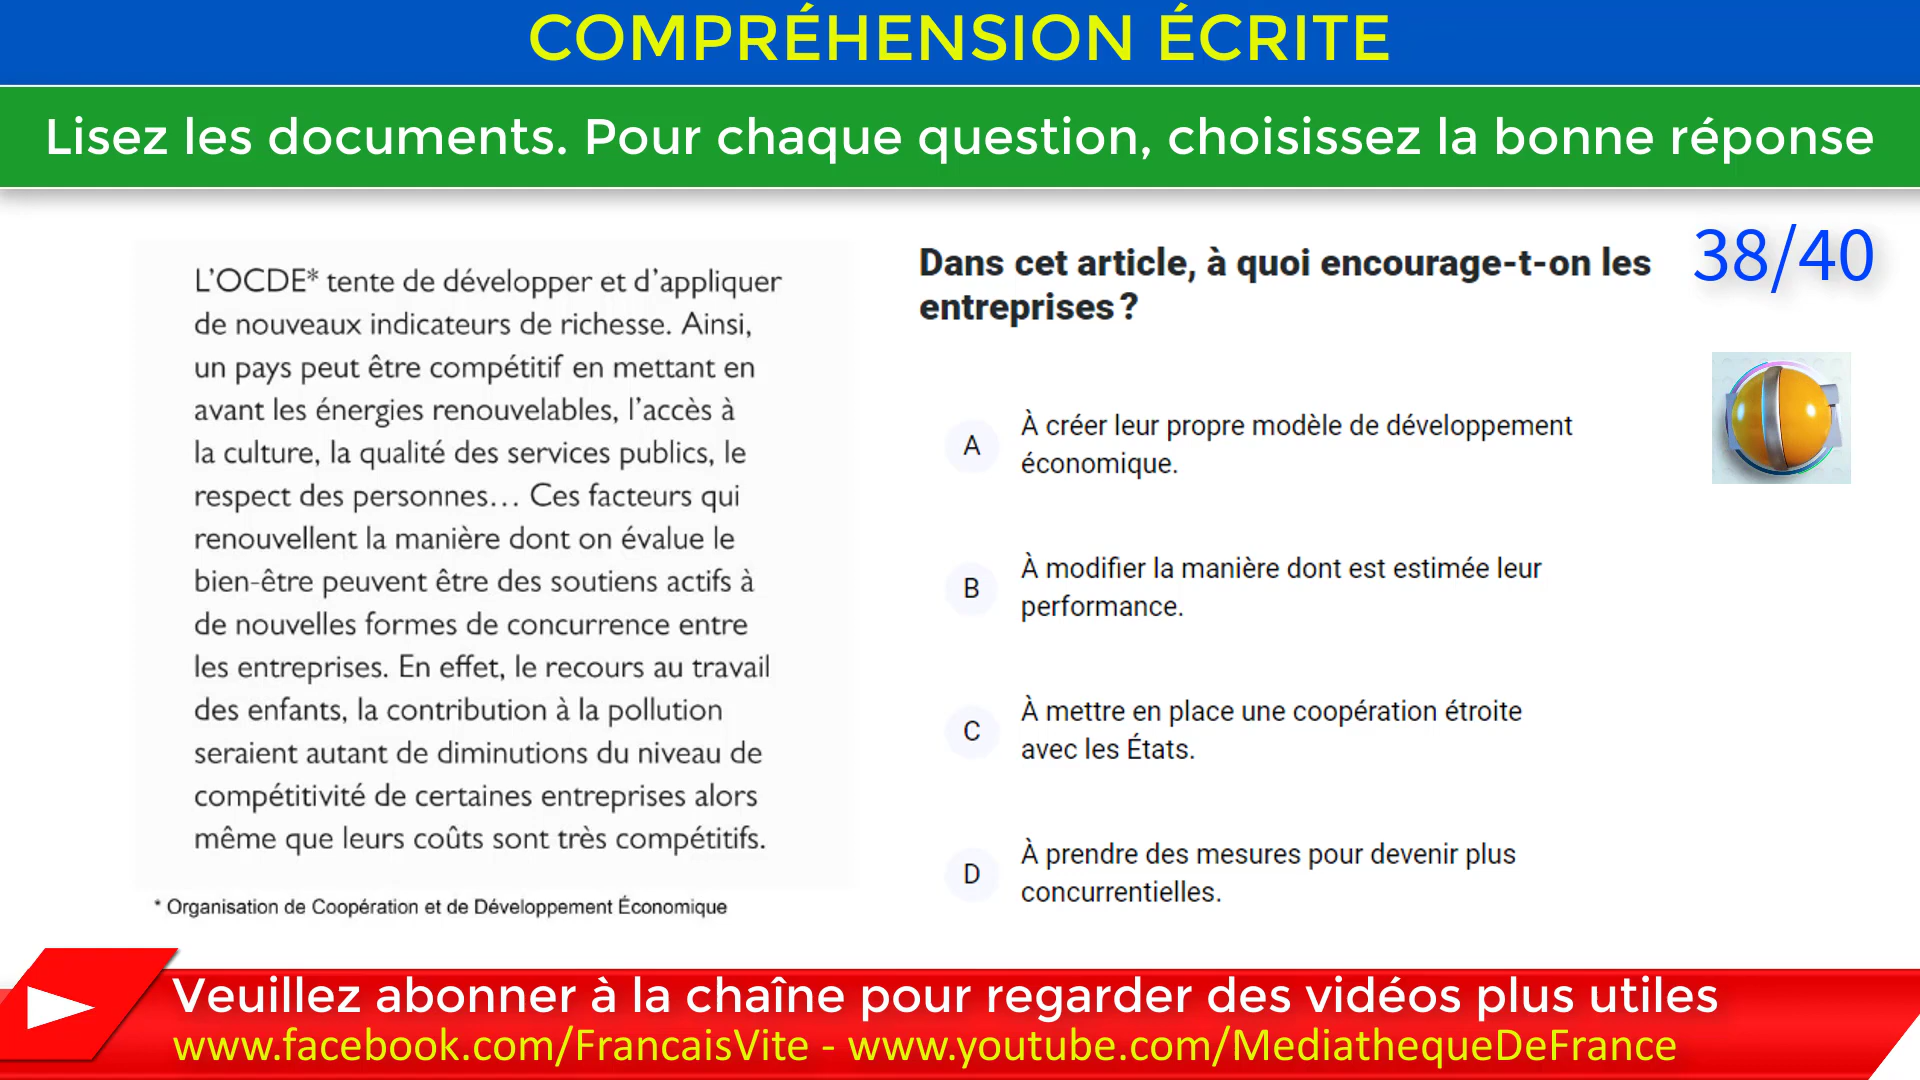 COMPRÉHENSION ÉCRITE
Lisez les documents. Pour chaque question, choisissez la bonne réponse
L'OCDE* tente de développer et d'appliquer
de nouveaux indicateurs de richesse. Ainsi,
un pays peut être compétitif en mettant en
avant les énergies renouvelables, l'accès à
la culture, la qualité des services publics, le
respect des personnes... Ces facteurs qui
renouvellent la manière dont on évalue le
bien-être peuvent être des soutiens actifs à
de nouvelles formes de concurrence entre
les entreprises. En effet, le recours au travail
des enfants, la contribution à la pollution
seraient autant de diminutions du niveau de
compétitivité de certaines entreprises alors
même que leurs coûts sont très compétitifs.
* Organisation de Coopération et de Développement Économique
Dans cet article, à quoi encourage-t-on les
entreprises ?
38/40
A
À créer leur propre modèle de développement
économique.
B
À modifier la manière dont est estimée leur
performance.
C
À mettre en place une coopération étroite
avec les États.
D
À prendre des mesures pour devenir plus
concurrentielles.
Veuillez abonner à la chaîne pour regarder des vidéos plus utiles
www.facebook.com/FrancaisVite - www.youtube.com/MediathequeDeFrance